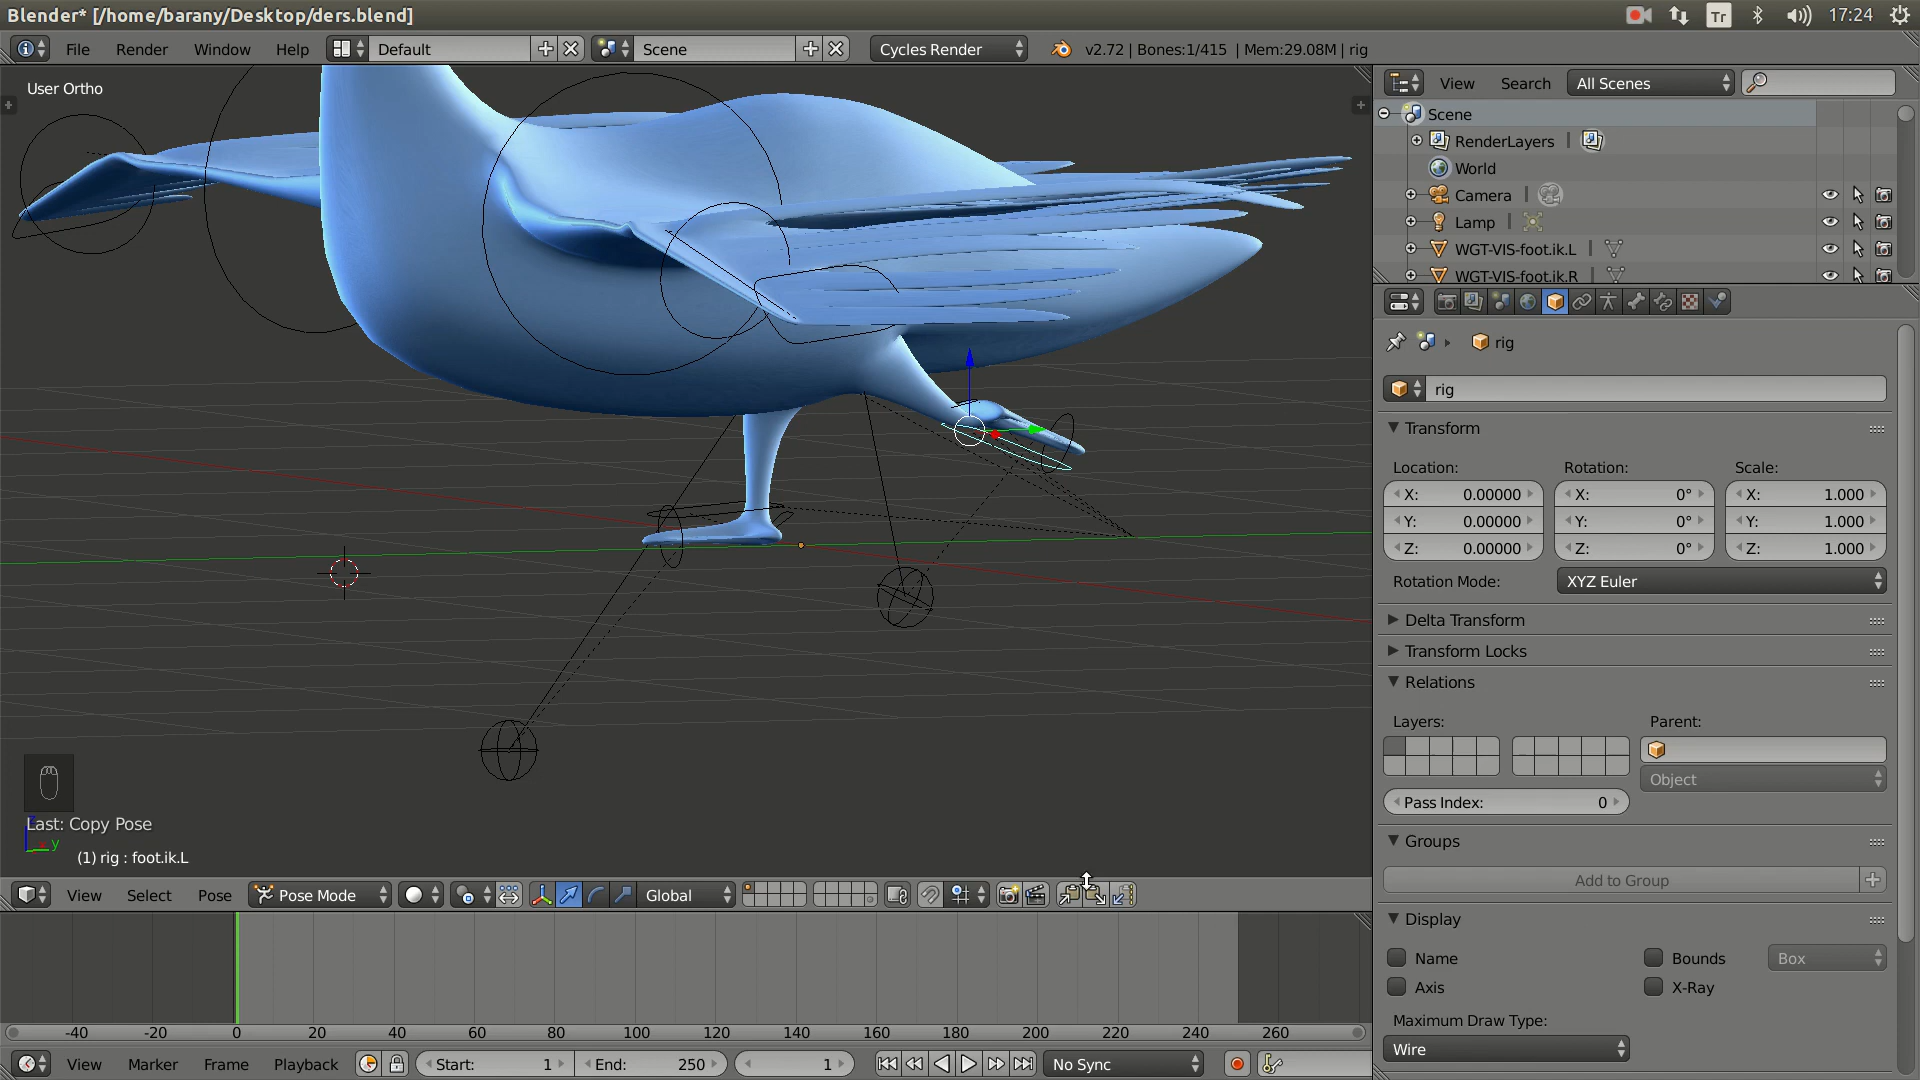 Blender* [/home/barany/Desktop/ders.blend]
Tr
17:24
File
Render
Window
Help
Default
Scene
Cycles Render
v2.72 | Bones:1/415 | Mem:29.08M | rig
User Ortho
View
Search
All Scenes
Scene
RenderLayers
World
Camera
Lamp
WGT-VIS-foot.ik.L
WGT-VIS-foot.ik.R
rig
rig
Transform
Location:
Rotation:
Scale:
X: 0.00000
X: 0°
X: 1.000
Y: 0.00000
Y: 0°
Y: 1.000
Z: 0.00000
Z: 0°
Z: 1.000
Rotation Mode:
XYZ Euler
Delta Transform
Transform Locks
Relations
Layers:
Parent:
Object
Pass Index: 0
Groups
Add to Group
Display
Name
Bounds
Box
Axis
X-Ray
Maximum Draw Type:
Wire
Last: Copy Pose
y
(1) rig : foot.ik.L
View
Select
Pose
Pose Mode
Global
-40 -20 0 20 40 60 80 100 120 140 160 180 200 220 240 260
View
Marker
Frame
Playback
Start: 1
End: 250
1
No Sync